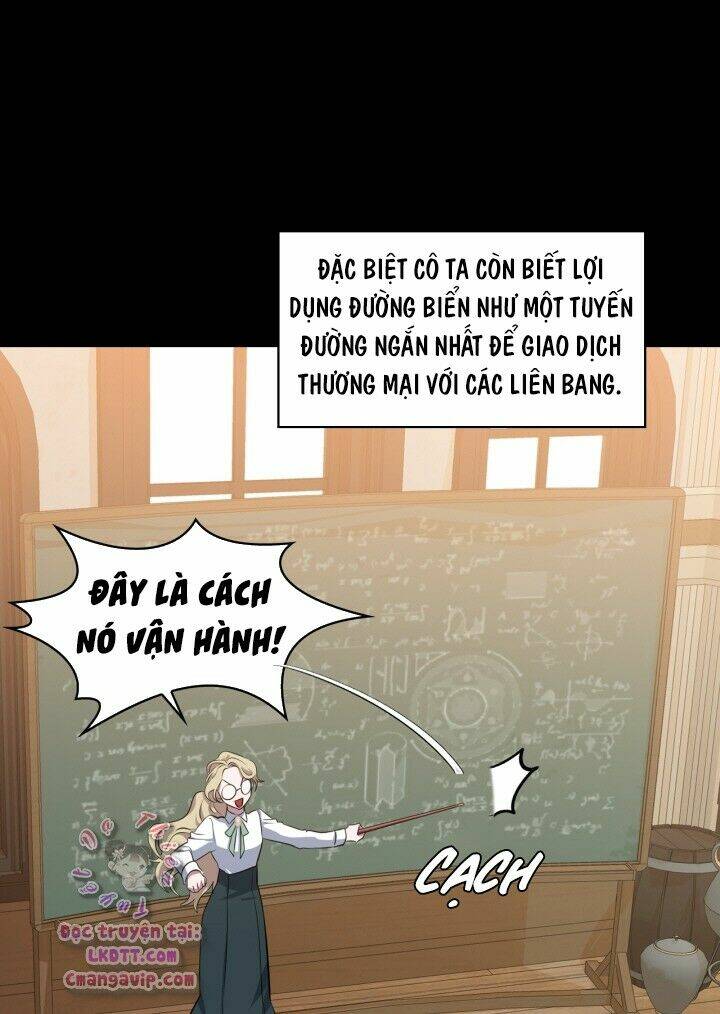 ĐẶC BIỆT CÔ TA CÒN BIẾT LỢI
DỤNG ĐƯỜNG BIỂN NHƯ MỘT TUYẾN
ĐƯỜNG NGẮN NHẤT ĐỂ GIAO DỊCH
THƯƠNG MẠI VỚI CÁC LIÊN BANG.
ĐÂY LÀ CÁCH
NÓ VẬN HÀNH!
CẠCH
Đọc truyện tại:
LKDTT.com
Cmangavip.com